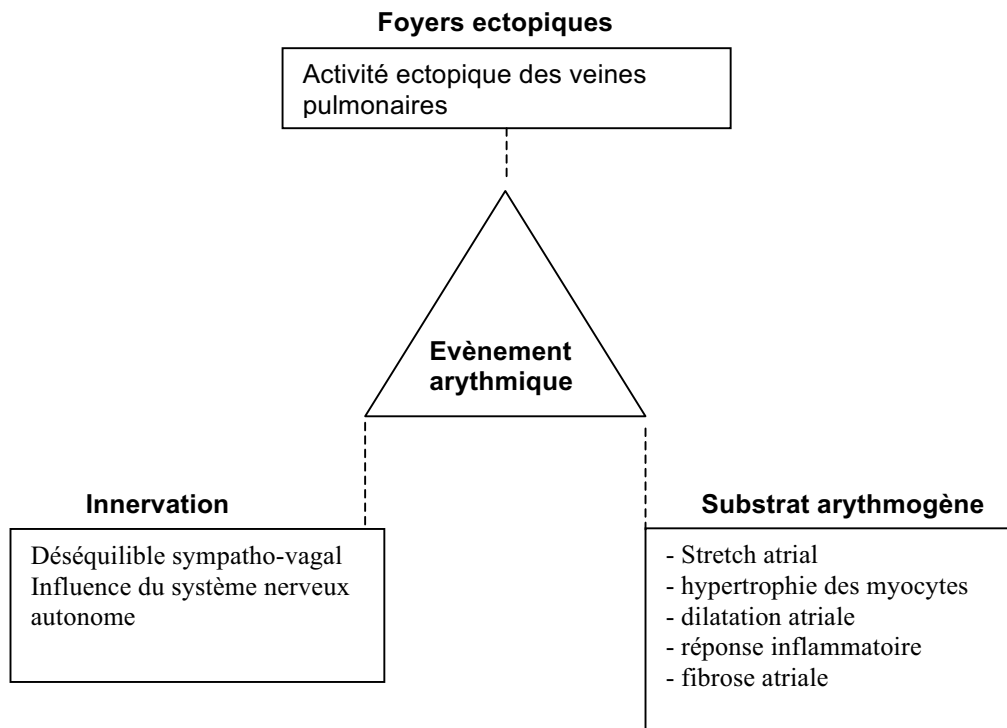 Foyers ectopiques
Activité ectopique des veines
pulmonaires
Evènement
arythmique
Innervation
Déséquilible sympatho-vagal
Influence du système nerveux
autonome
Substrat arythmogène
- Stretch atrial
- hypertrophie des myocytes
- dilatation atriale
- réponse inflammatoire
- fibrose atriale